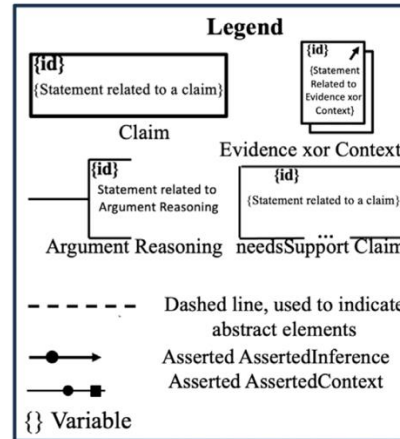 Legend
{id}
{Statement related to a claim}
Claim
{id}
{Statement
Related to
Evidence xor
Context}
Evidence xor Context
{id}
Statement related to
Argument Reasoning
Argument Reasoning
{id}
{Statement related to a claim}
...
needsSupport Claim
Dashed line, used to indicate
abstract elements
Asserted AssertedInference
Asserted AssertedContext
{} Variable